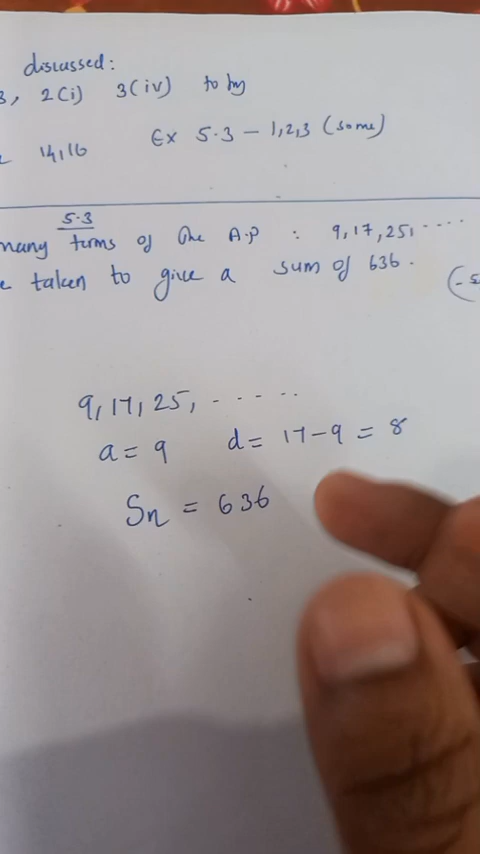 discussed:
3, 2(i) 3(iv) to by
14,16 Ex 5.3 – 1,2,3 (some)
5.3
many terms of the A.P : 9,17,25, .....
e taken to give a sum of 636.
9, 17, 25, ......
a = 9 d = 17-9 = 8
Sn = 636